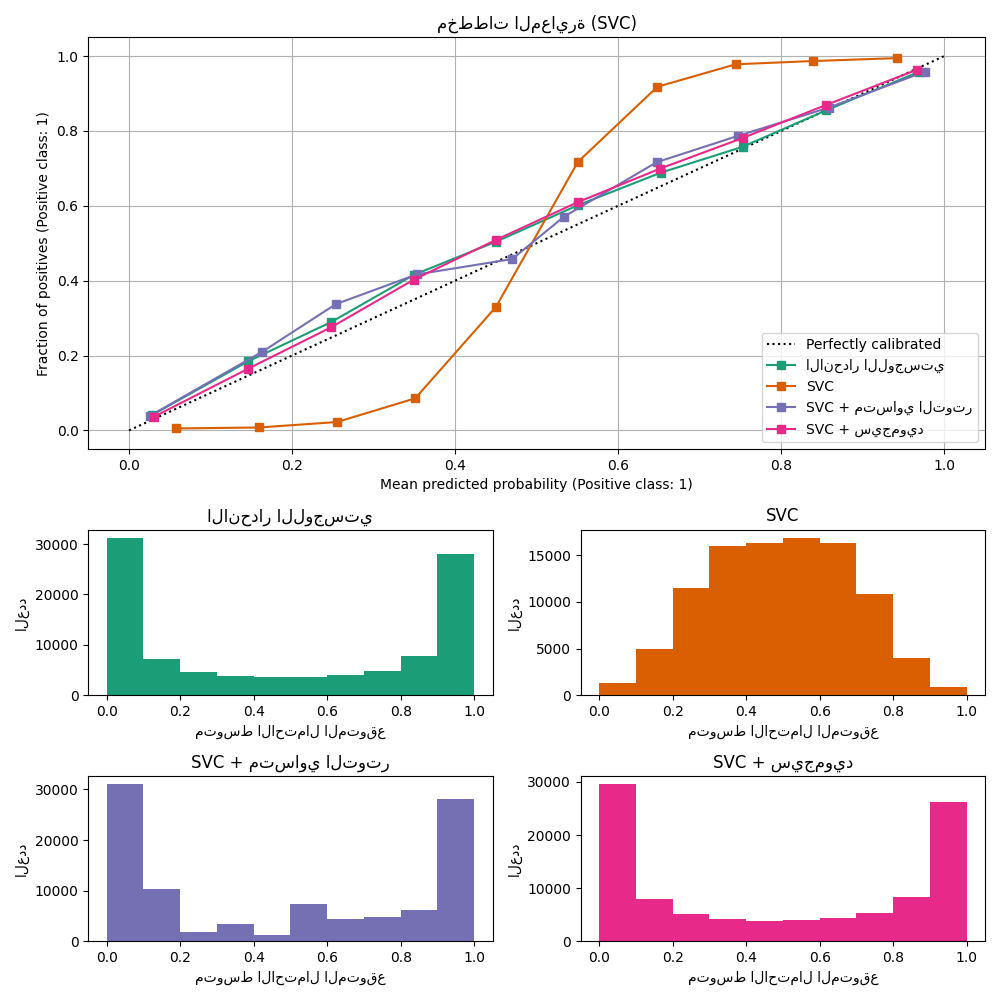 مخططات المعايرة (SVC)
Fraction of positives (Positive class: 1)
1.0
0.8
0.6
0.4
0.2
0.0
Perfectly calibrated
الانحدار اللوجستي
SVC
SVC + متساوي التوتر
SVC + سيجمويد
0.0 0.2 0.4 0.6 0.8 1.0
Mean predicted probability (Positive class: 1)
الانحدار اللوجستي
العدد
30000
20000
10000
0
0.0 0.2 0.4 0.6 0.8 1.0
متوسط الاحتمال المتوقع
SVC
العدد
15000
10000
5000
0
0.0 0.2 0.4 0.6 0.8 1.0
متوسط الاحتمال المتوقع
SVC + متساوي التوتر
العدد
30000
20000
10000
0
0.0 0.2 0.4 0.6 0.8 1.0
متوسط الاحتمال المتوقع
SVC + سيجمويد
العدد
30000
20000
10000
0
0.0 0.2 0.4 0.6 0.8 1.0
متوسط الاحتمال المتوقع